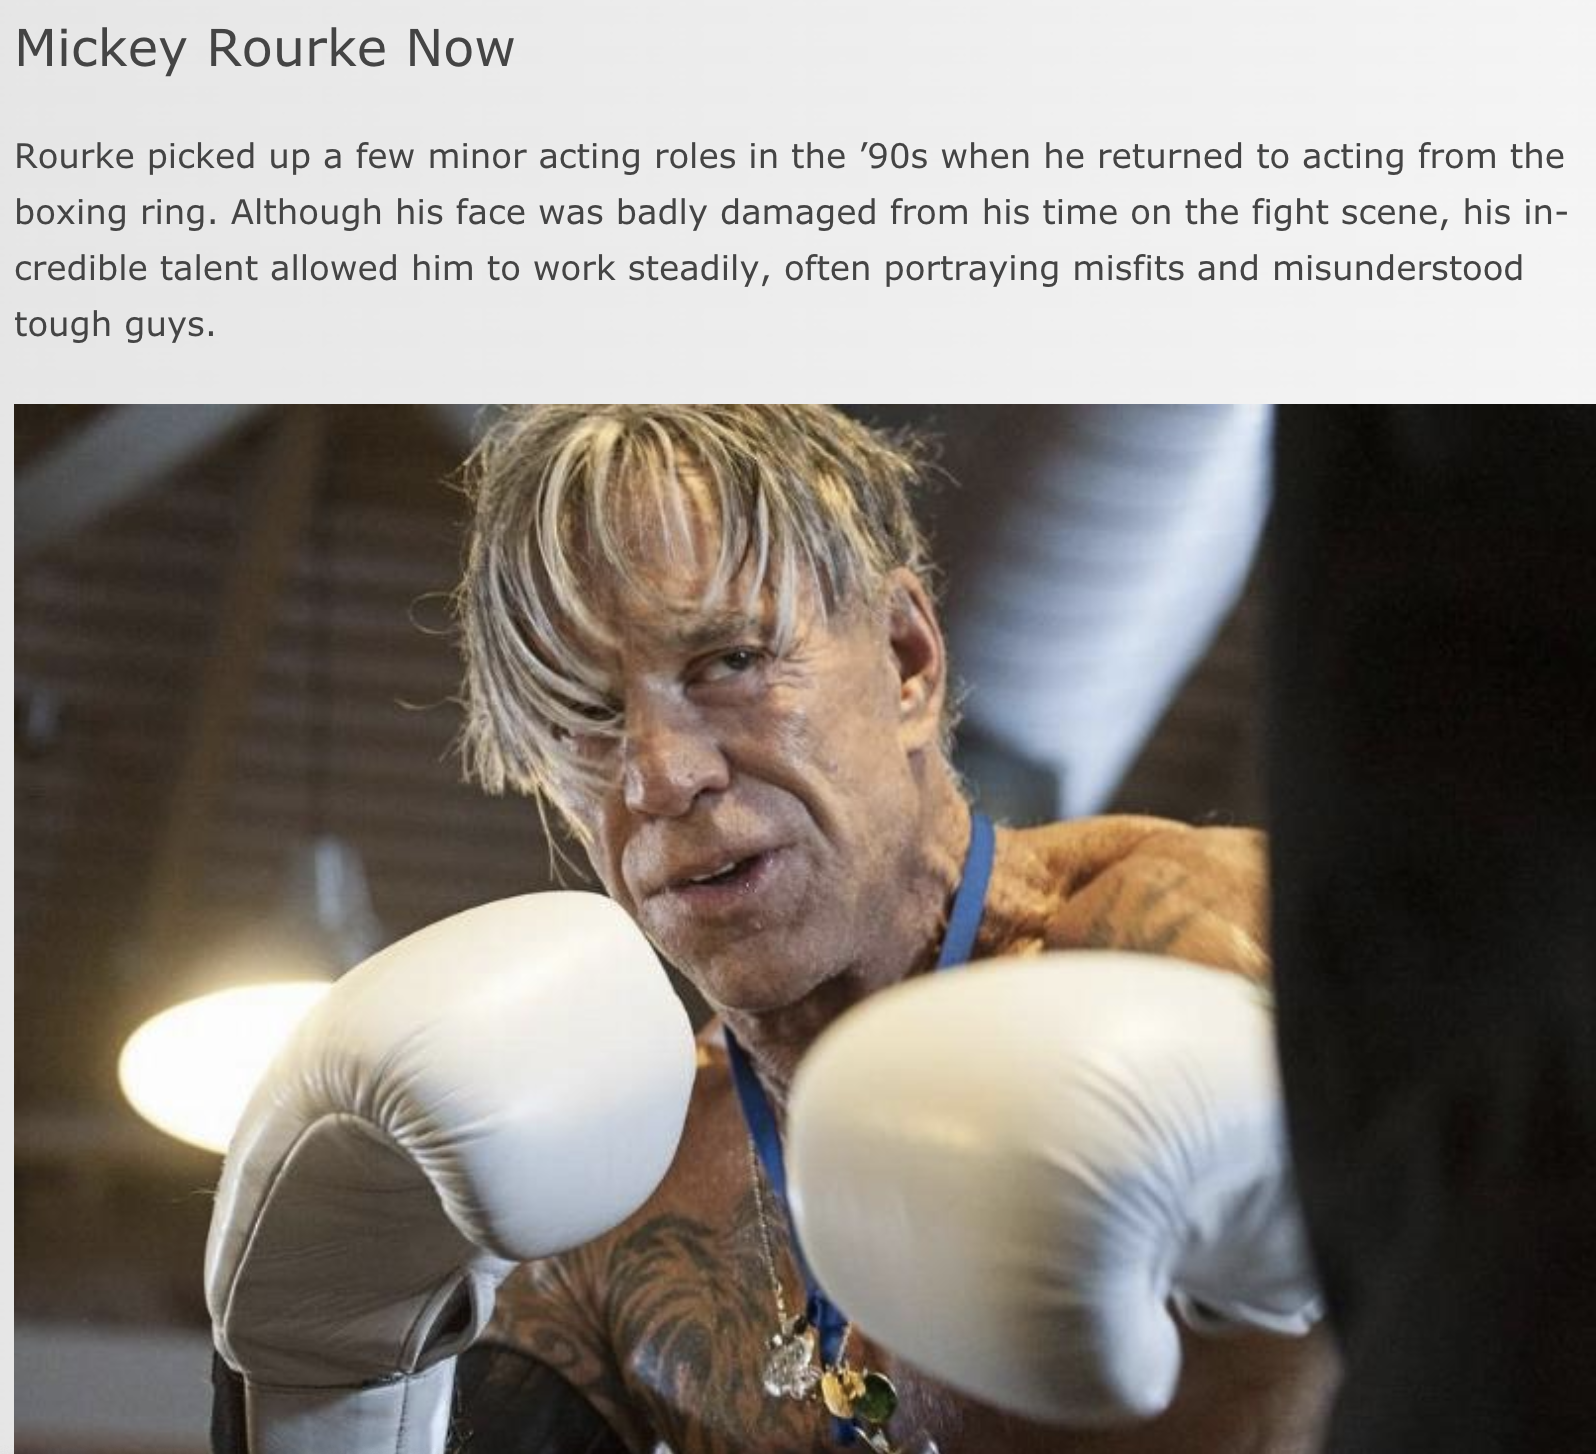 Mickey Rourke Now
Rourke picked up a few minor acting roles in the ’90s when he returned to acting from the
boxing ring. Although his face was badly damaged from his time on the fight scene, his in-
credible talent allowed him to work steadily, often portraying misfits and misunderstood
tough guys.